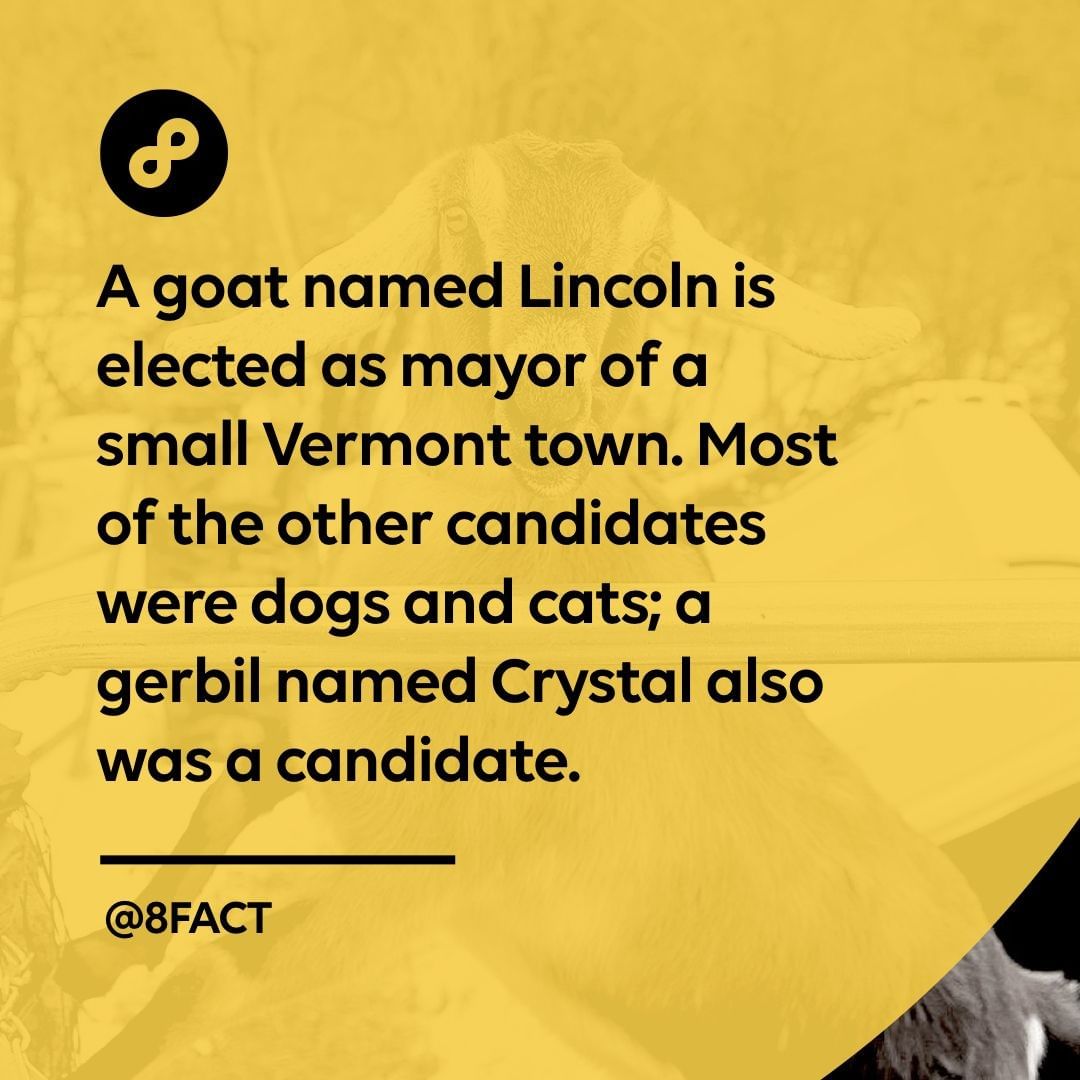 A goat named Lincoln is
elected as mayor of a
small Vermont town. Most
of the other candidates
were dogs and cats; a
gerbil named Crystal also
was a candidate.
@8FACT